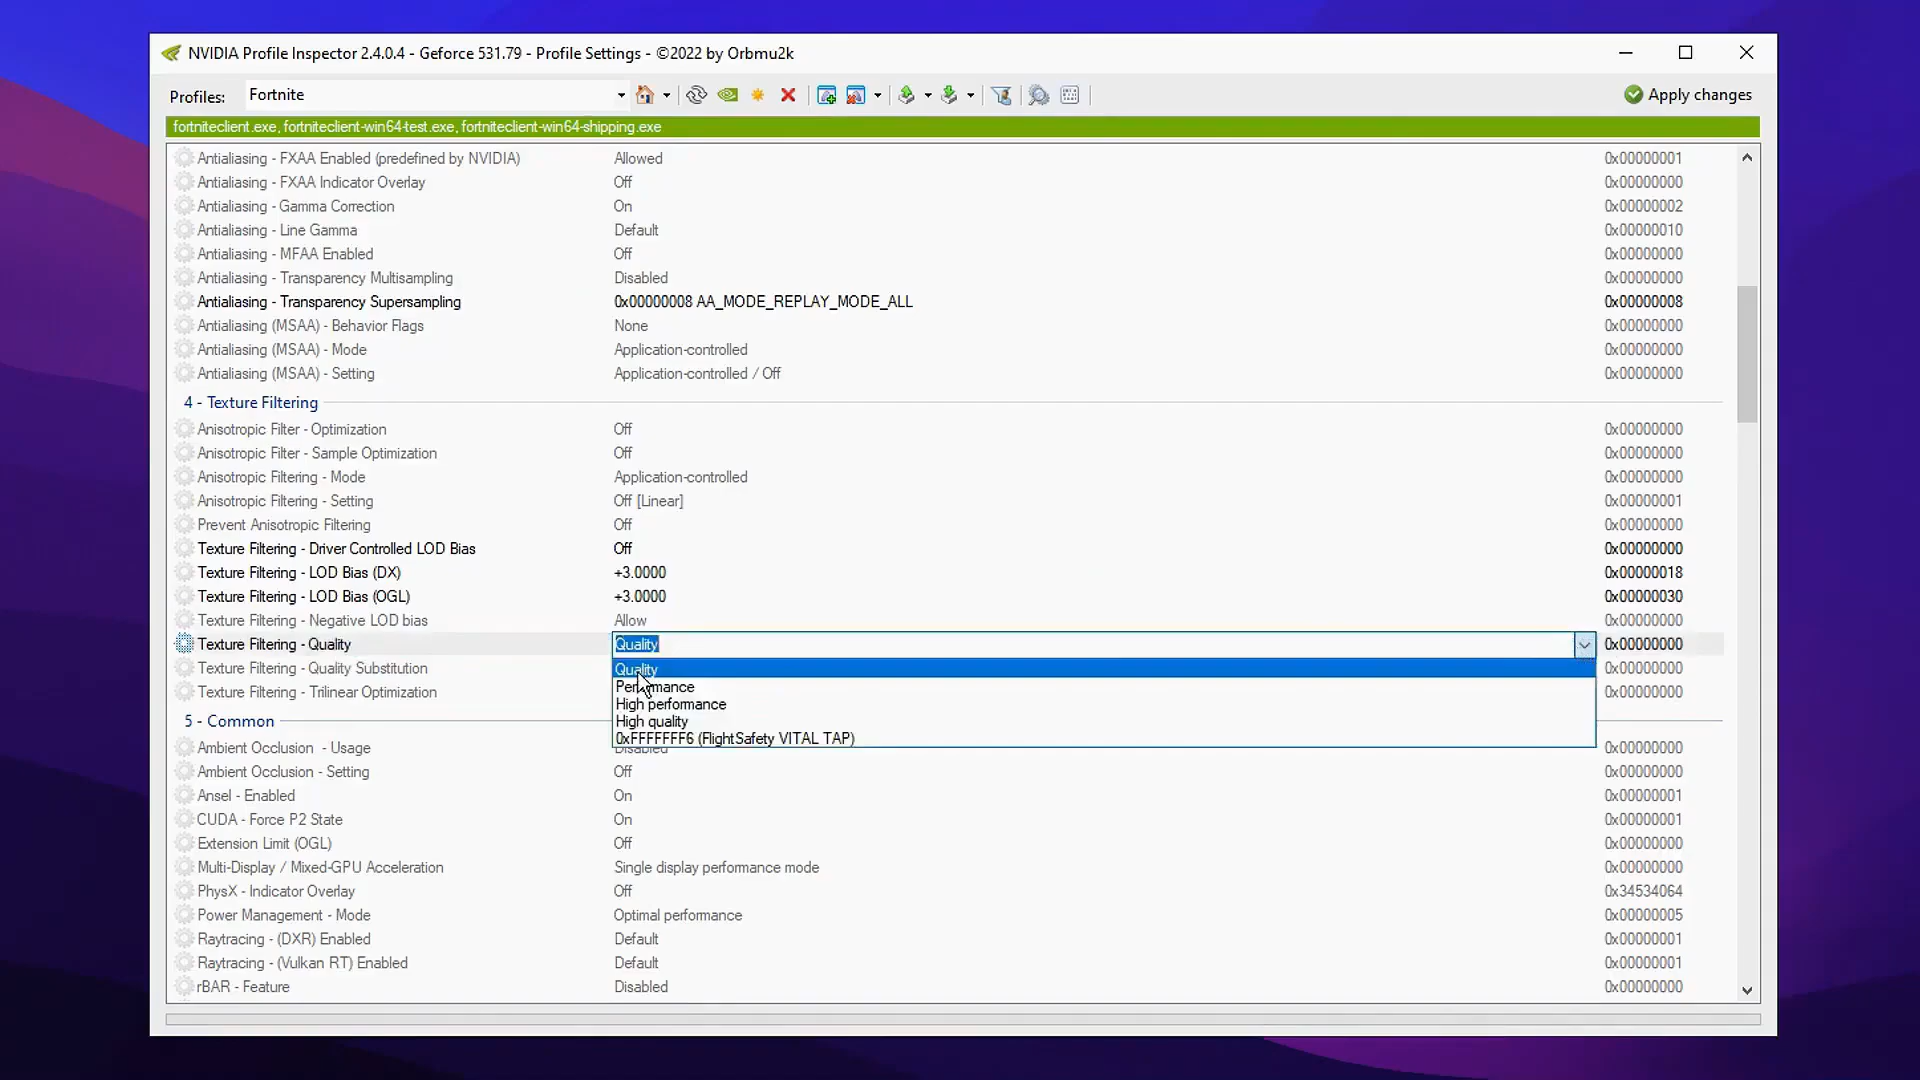 NVIDIA Profile Inspector 2.4.0.4 - Geforce 531.79 - Profile Settings - ©2022 by Orbmu2k
Profiles: Fortnite Apply changes
fortniteclient.exe, fortniteclient-win64-test.exe, fortniteclient-win64-shipping.exe
Antialiasing - FXAA Enabled (predefined by NVIDIA) Allowed 0x00000001
Antialiasing - FXAA Indicator Overlay Off 0x00000000
Antialiasing - Gamma Correction On 0x00000002
Antialiasing - Line Gamma Default 0x00000010
Antialiasing - MFAA Enabled Off 0x00000000
Antialiasing - Transparency Multisampling Disabled 0x00000000
Antialiasing - Transparency Supersampling 0x00000008 AA_MODE_REPLAY_MODE_ALL 0x00000008
Antialiasing (MSAA) - Behavior Flags None 0x00000000
Antialiasing (MSAA) - Mode Application-controlled 0x00000000
Antialiasing (MSAA) - Setting Application-controlled / Off 0x00000000
4 - Texture Filtering
Anisotropic Filter - Optimization Off 0x00000000
Anisotropic Filter - Sample Optimization Off 0x00000000
Anisotropic Filtering - Mode Application-controlled 0x00000000
Anisotropic Filtering - Setting Off [Linear] 0x00000001
Prevent Anisotropic Filtering Off 0x00000000
Texture Filtering - Driver Controlled LOD Bias Off 0x00000000
Texture Filtering - LOD Bias (DX) +3.0000 0x00000018
Texture Filtering - LOD Bias (OGL) +3.0000 0x00000030
Texture Filtering - Negative LOD bias Allow 0x00000000
Texture Filtering - Quality Quality 0x00000000
Texture Filtering - Quality Substitution Quality 0x00000000
Texture Filtering - Trilinear Optimization Performance 0x00000000
High performance
5 - Common High quality
0xFFFFFFF6 (FlightSafety VITAL TAP)
Ambient Occlusion - Usage Disabled 0x00000000
Ambient Occlusion - Setting Off 0x00000000
Ansel - Enabled On 0x00000001
CUDA - Force P2 State On 0x00000001
Extension Limit (OGL) Off 0x00000000
Multi-Display / Mixed-GPU Acceleration Single display performance mode 0x00000000
PhysX - Indicator Overlay Off 0x34534064
Power Management - Mode Optimal performance 0x00000005
Raytracing - (DXR) Enabled Default 0x00000001
Raytracing - (Vulkan RT) Enabled Default 0x00000001
rBAR - Feature Disabled 0x00000000